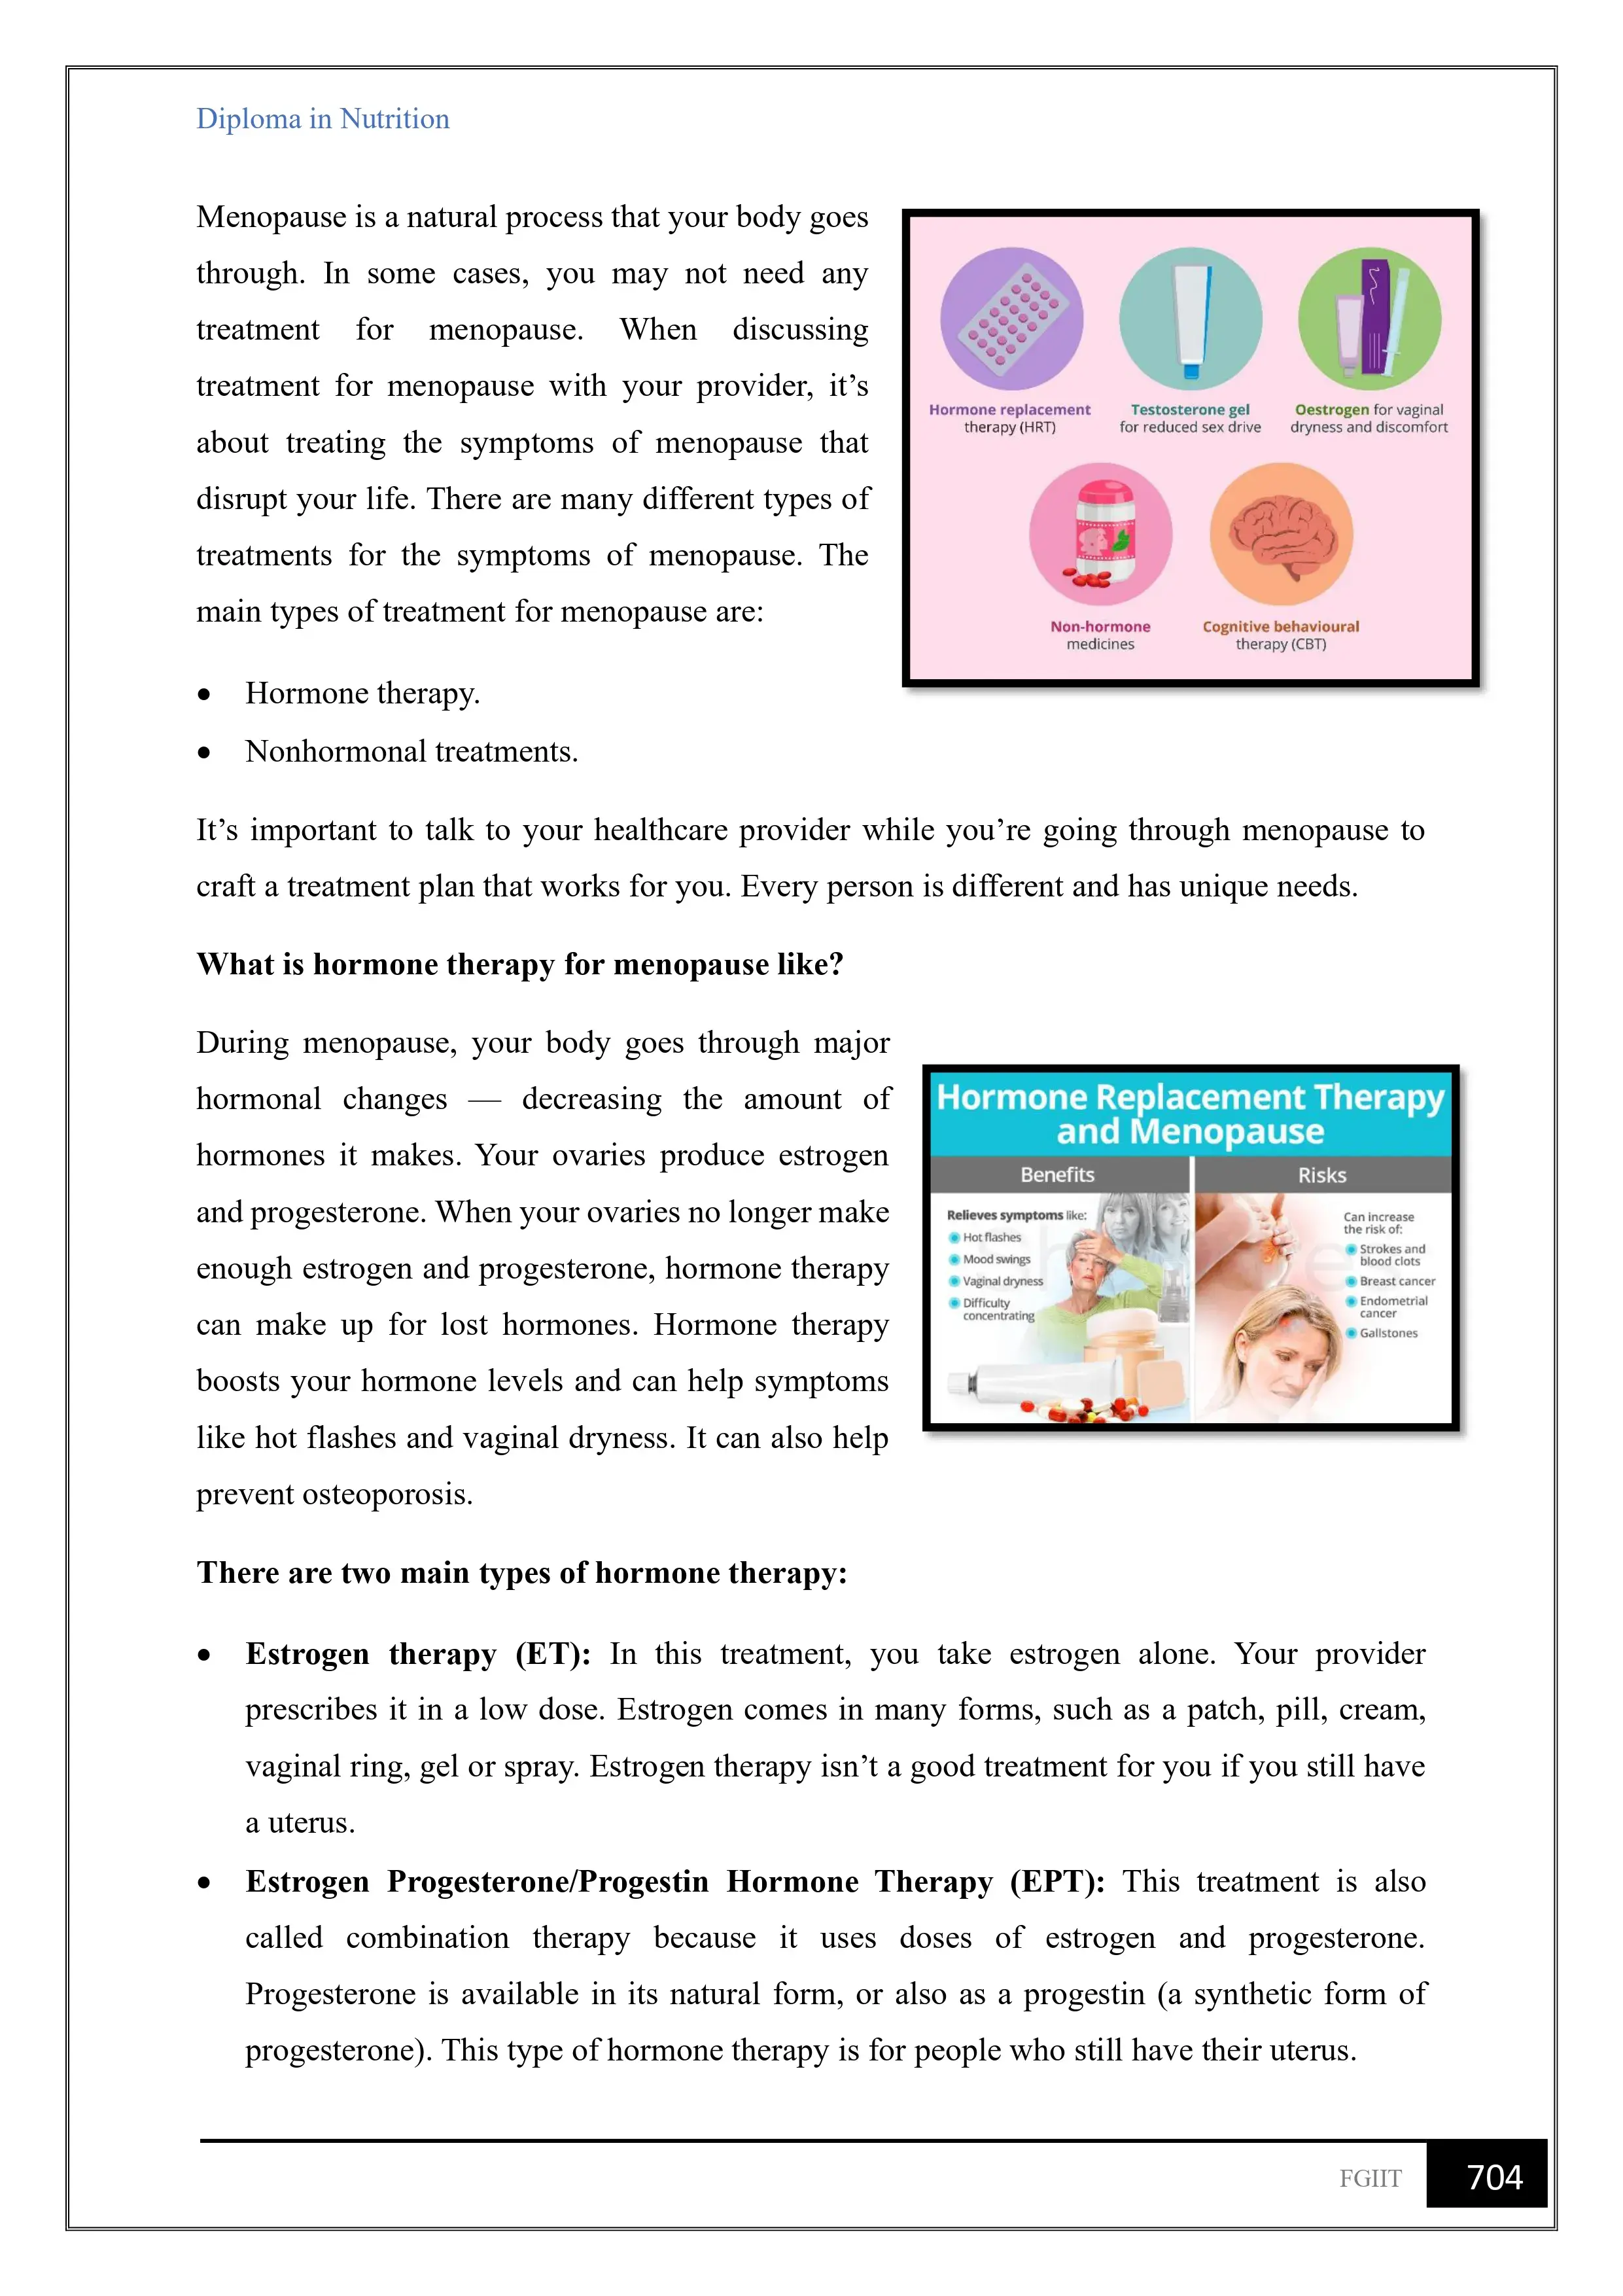 Diploma in Nutrition
Menopause is a natural process that your body goes
through. In some cases, you may not need any
treatment for menopause. When discussing
treatment for menopause with your provider, it’s
about treating the symptoms of menopause that
disrupt your life. There are many different types of
treatments for the symptoms of menopause. The
main types of treatment for menopause are:
Hormone replacement
therapy (HRT)
Testosterone gel
for reduced sex drive
Oestrogen for vaginal
dryness and discomfort
Non-hormone
medicines
Cognitive behavioural
therapy (CBT)
• Hormone therapy.
• Nonhormonal treatments.
It’s important to talk to your healthcare provider while you’re going through menopause to
craft a treatment plan that works for you. Every person is different and has unique needs.
What is hormone therapy for menopause like?
During menopause, your body goes through major
hormonal changes — decreasing the amount of
hormones it makes. Your ovaries produce estrogen
and progesterone. When your ovaries no longer make
enough estrogen and progesterone, hormone therapy
can make up for lost hormones. Hormone therapy
boosts your hormone levels and can help symptoms
like hot flashes and vaginal dryness. It can also help
prevent osteoporosis.
Hormone Replacement Therapy
and Menopause
Benefits
Relieves symptoms like:
Hot flashes
Mood swings
Vaginal dryness
Difficulty
concentrating
Risks
Can increase
the risk of:
Strokes and
blood clots
Breast cancer
Endometrial
cancer
Gallstones
There are two main types of hormone therapy:
• Estrogen therapy (ET): In this treatment, you take estrogen alone. Your provider
prescribes it in a low dose. Estrogen comes in many forms, such as a patch, pill, cream,
vaginal ring, gel or spray. Estrogen therapy isn’t a good treatment for you if you still have
a uterus.
• Estrogen Progesterone/Progestin Hormone Therapy (EPT): This treatment is also
called combination therapy because it uses doses of estrogen and progesterone.
Progesterone is available in its natural form, or also as a progestin (a synthetic form of
progesterone). This type of hormone therapy is for people who still have their uterus.
FGIIT 704